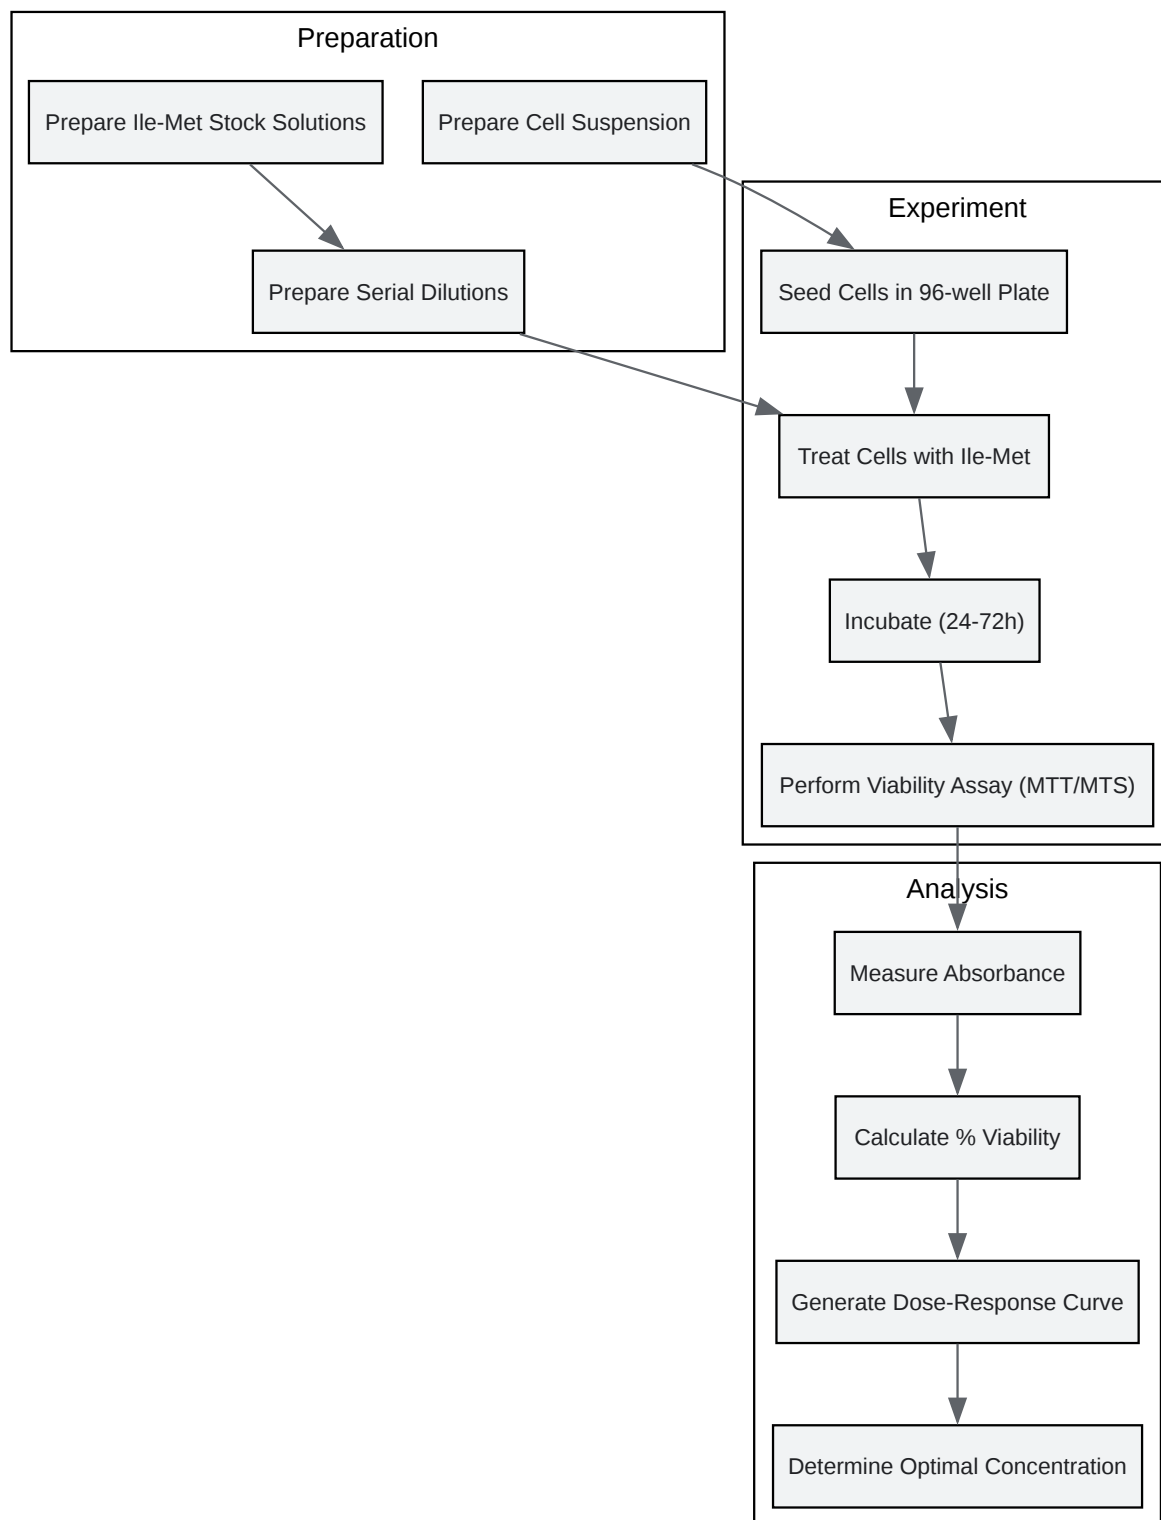 Preparation
Prepare Ile-Met Stock Solutions
Prepare Cell Suspension
Prepare Serial Dilutions
Experiment
Seed Cells in 96-well Plate
Treat Cells with Ile-Met
Incubate (24-72h)
Perform Viability Assay (MTT/MTS)
Analysis
Measure Absorbance
Calculate % Viability
Generate Dose-Response Curve
Determine Optimal Concentration